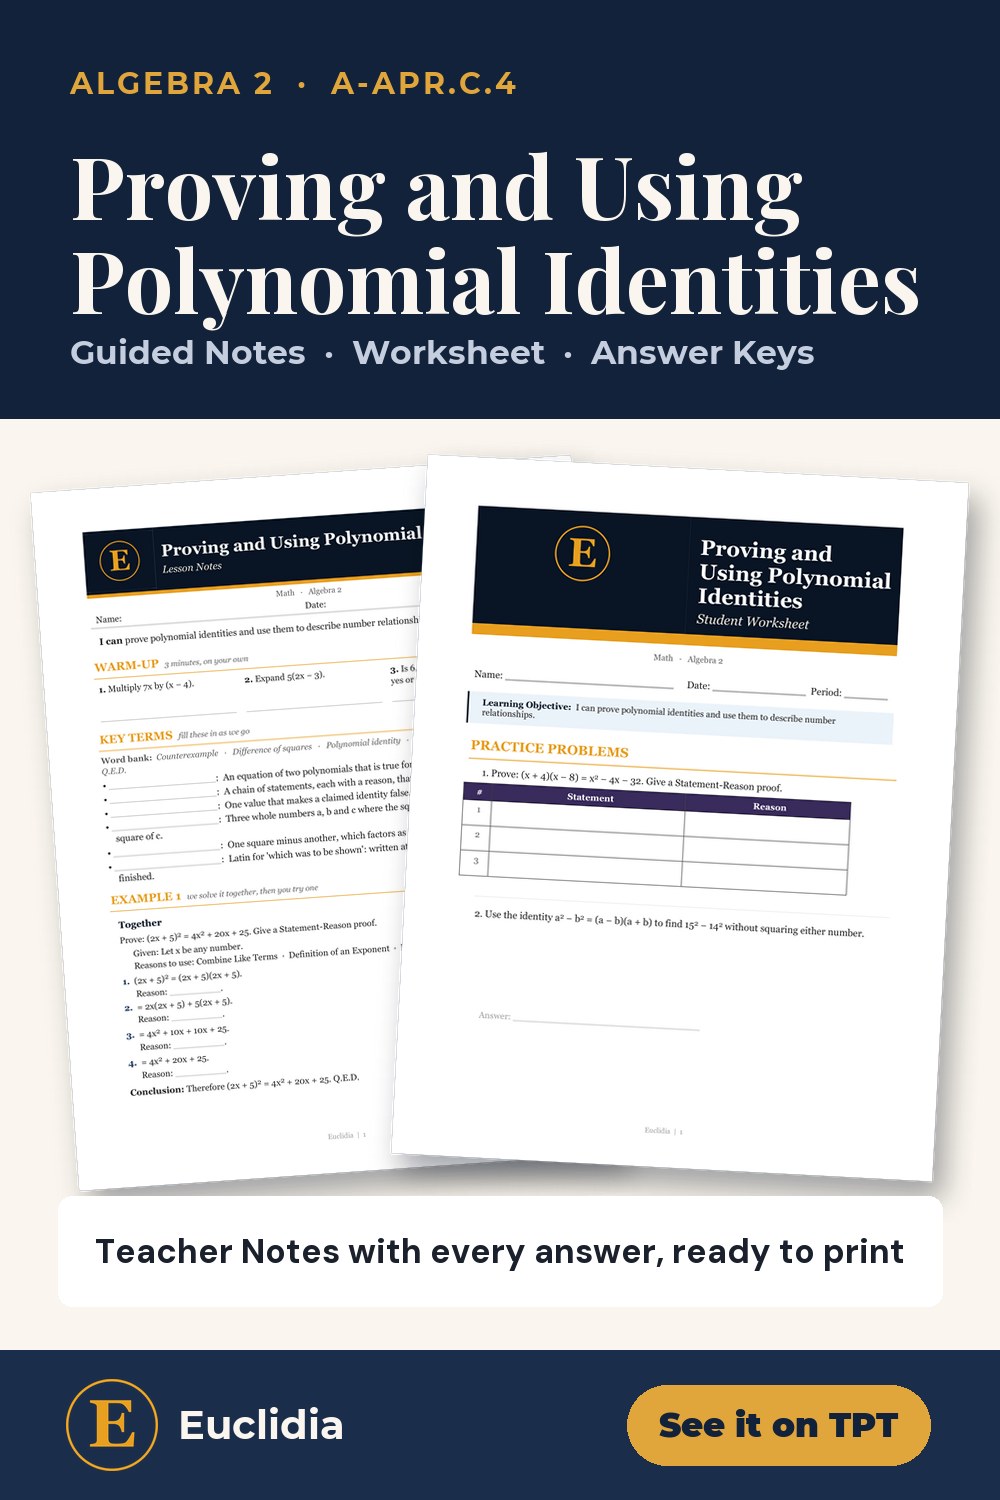 ALGEBRA 2 · A-APR.C.4
Proving and Using
Polynomial Identities
Guided Notes · Worksheet · Answer Keys
E
Proving and Using Polynomial
Lesson Notes
Math · Algebra 2
Name:
Date:
I can prove polynomial identities and use them to describe number
WARM-UP 3 minutes, on your own
1. Multiply 7x by (x − 4).
2. Expand 5(2x − 3).
3. Is 6,
yes or
KEY TERMS fill these in as we go
Word bank: Counterexample · Difference of squares · Polynomial identity ·
Q.E.D.
• ____: An equation of two polynomials that is true for
• ____: A chain of statements, each with a reason,
• ____: One value that makes a claimed identity false.
• ____: Three whole numbers a, b and c where the
square of c.
• ____: One square minus another, which factors as
• ____: Latin for 'which was to be shown': written at
finished.
EXAMPLE 1 we solve it together, then you try one
Together
Prove: (2x + 5)² = 4x² + 20x + 25. Give a Statement-Reason proof.
Given: Let x be any number.
Reasons to use: Combine Like Terms · Definition of an Exponent ·
1. (2x + 5)² = (2x + 5)(2x + 5).
Reason: ____.
2. = 2x(2x + 5) + 5(2x + 5).
Reason: ____.
3. = 4x² + 10x + 10x + 25.
Reason: ____.
4. = 4x² + 20x + 25.
Reason: ____.
Conclusion: Therefore (2x + 5)² = 4x² + 20x + 25. Q.E.D.
Euclidia | 1
E
Proving and
Using Polynomial
Identities
Student Worksheet
Math · Algebra 2
Name: ____ Date: ____ Period: ____
Learning Objective: I can prove polynomial identities and use them to describe number
relationships.
PRACTICE PROBLEMS
1. Prove: (x + 4)(x − 8) = x² − 4x − 32. Give a Statement-Reason proof.
# Statement Reason
1
2
3
2. Use the identity a² − b² = (a − b)(a + b) to find 15² − 14² without squaring either number.
Answer: ____
Euclidia | 1
Teacher Notes with every answer, ready to print
E
Euclidia
See it on TPT